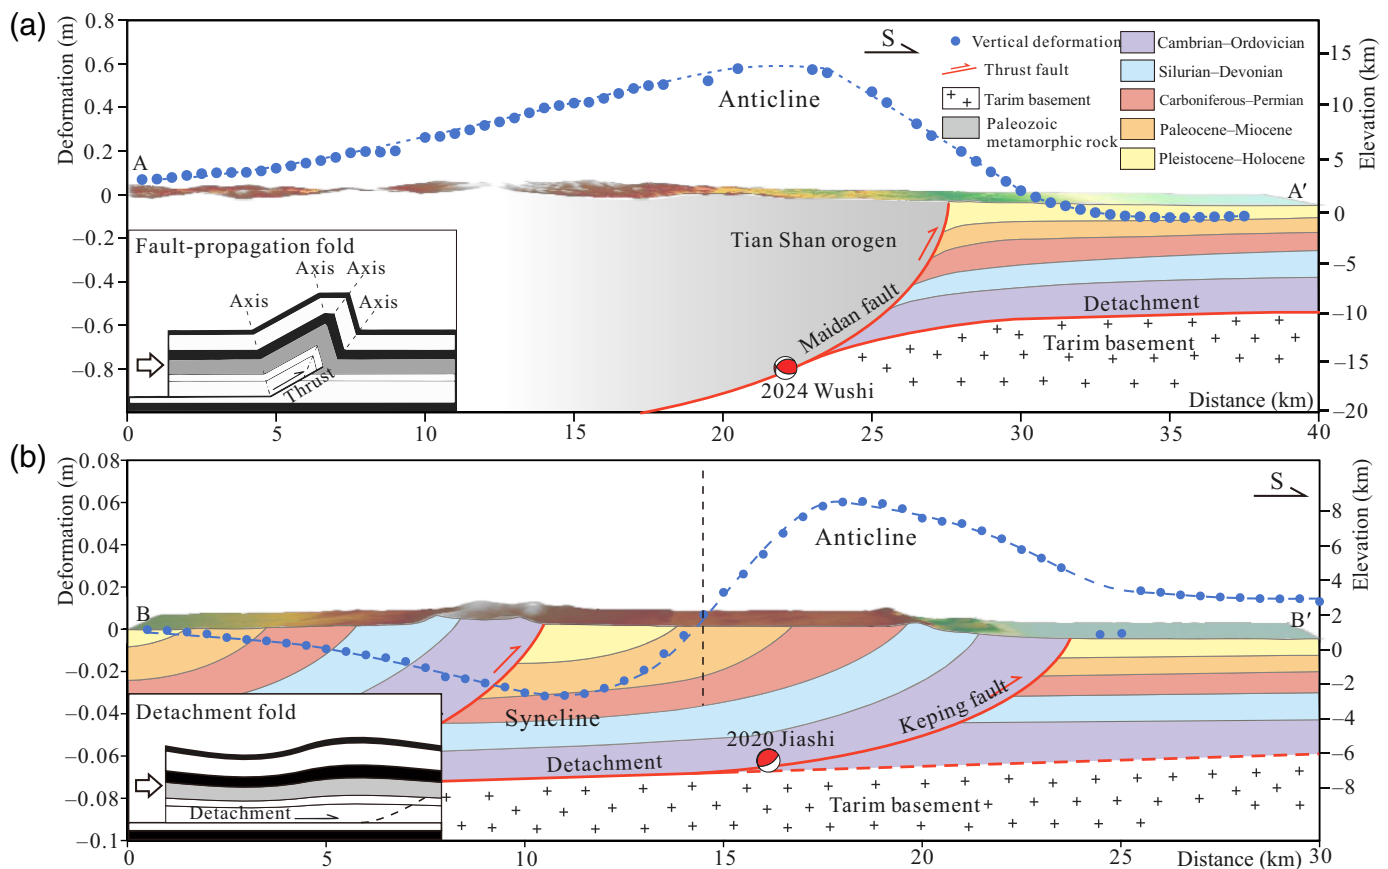 (a)
Deformation (m)
0.8
0.6
0.4
0.2
0
−0.2
−0.4
−0.6
−0.8
A
A′
S
Anticline
Vertical deformation
Thrust fault
Tarim basement
Paleozoic
metamorphic rock
Cambrian–Ordovician
Silurian–Devonian
Carboniferous–Permian
Paleocene–Miocene
Pleistocene–Holocene
Elevation (km)
15
10
5
0
−5
−10
−15
−20
Tian Shan orogen
Maidan fault
Detachment
Tarim basement
2024 Wushi
Distance (km)
Fault-propagation fold
Axis
Axis
Axis
Axis
Thrust
0
5
10
15
20
25
30
35
40
(b)
Deformation (m)
0.08
0.06
0.04
0.02
0
−0.02
−0.04
−0.06
−0.08
−0.1
B
B′
S
Anticline
Syncline
Elevation (km)
8
6
4
2
0
−2
−4
−6
−8
Keping fault
2020 Jiashi
Detachment
Tarim basement
Distance (km)
Detachment fold
Detachment
0
5
10
15
20
25
30